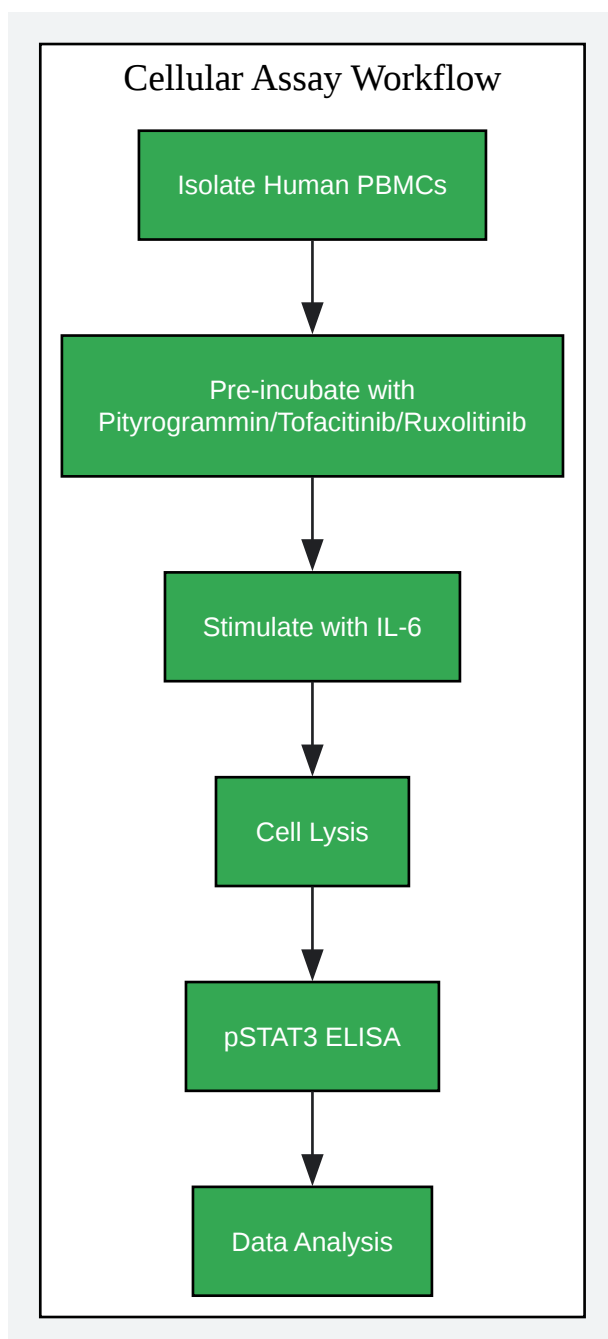 Cellular Assay Workflow
Isolate Human PBMCs
Pre-incubate with
Pityrogrammin/Tofacitinib/Ruxolitinib
Stimulate with IL-6
Cell Lysis
pSTAT3 ELISA
Data Analysis